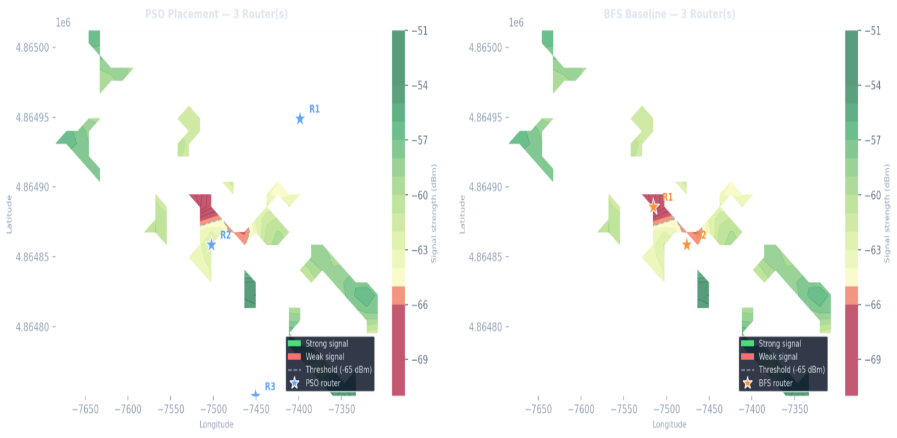 PSO Placement — 3 Router(s)
1e6
4.86500
4.86495
4.86490
4.86485
4.86480
Latitude
−7650
−7600
−7550
−7500
−7450
−7400
−7350
Longitude
R1
R2
R3
Strong signal
Weak signal
Threshold (-65 dBm)
PSO router
−51
−54
−57
−60
−63
−66
−69
Signal strength (dBm)
BFS Baseline — 3 Router(s)
1e6
4.86500
4.86495
4.86490
4.86485
4.86480
Latitude
−7650
−7600
−7550
−7500
−7450
−7400
−7350
Longitude
R1
2
Strong signal
Weak signal
Threshold (-65 dBm)
BFS router
−51
−54
−57
−60
−63
−66
−69
Signal strength (dBm)